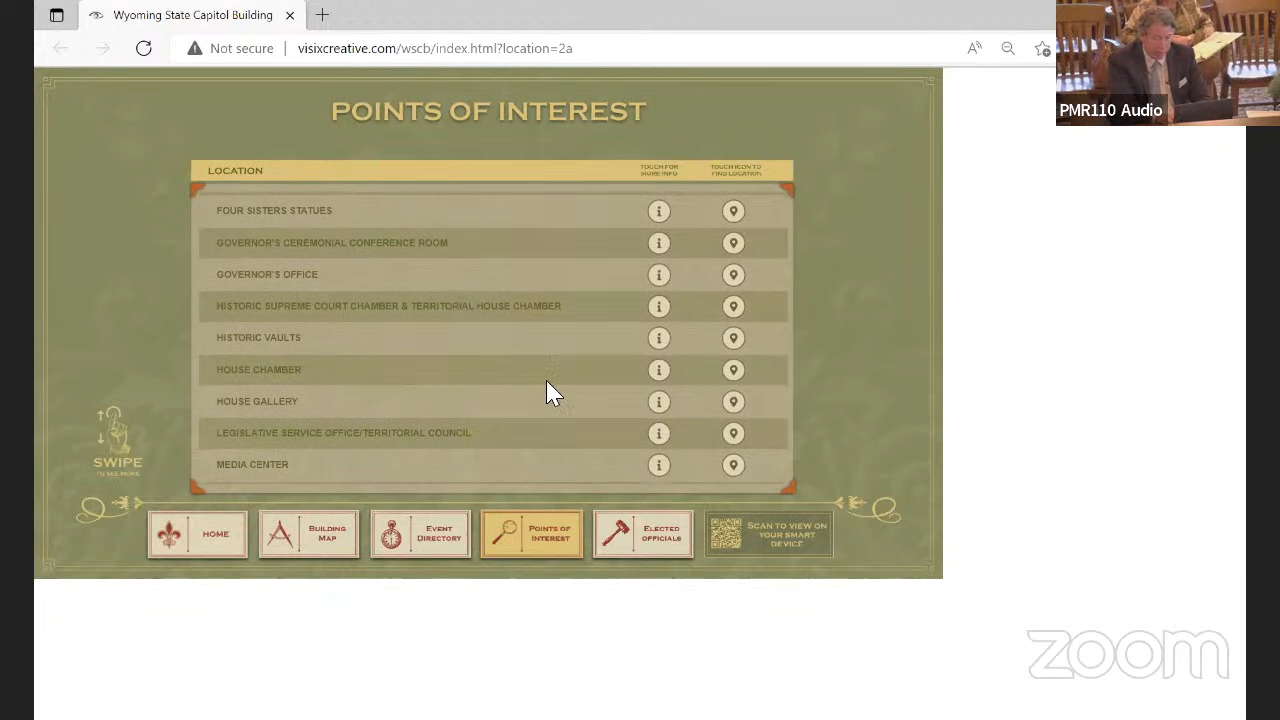 Wyoming State Capitol Building
Not secure
visixcreative.com/wscb/index.html?location=2a
PMR110 Audio
POINTS OF INTEREST
LOCATION
TOUCH FOR
MORE INFO
TOUCH ICON TO
FIND LOCATION
FOUR SISTERS STATUES
GOVERNOR'S CEREMONIAL CONFERENCE ROOM
GOVERNOR'S OFFICE
HISTORIC SUPREME COURT CHAMBER & TERRITORIAL HOUSE CHAMBER
HISTORIC VAULTS
HOUSE CHAMBER
HOUSE GALLERY
LEGISLATIVE SERVICE OFFICE/TERRITORIAL COUNCIL
MEDIA CENTER
SWIPE
TO SEE MORE
HOME
BUILDING
MAP
EVENT
DIRECTORY
POINTS OF
INTEREST
ELECTED
OFFICIALS
SCAN TO VIEW ON
YOUR SMART
DEVICE
zoom